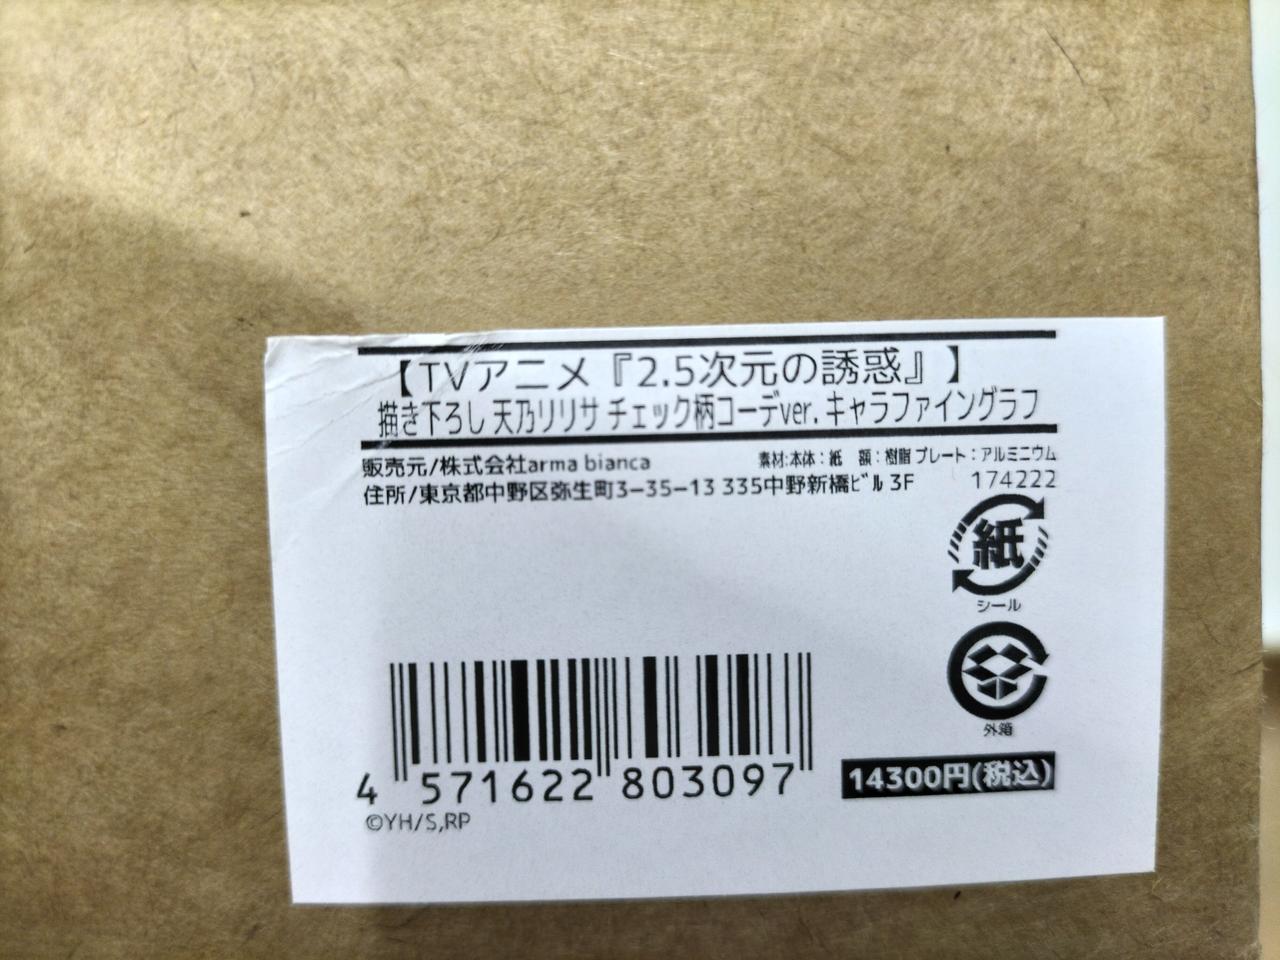 【TVアニメ『2.5次元の誘惑』】
描き下ろし 天乃リリサ チェック柄コーデver. キャラファイングラフ
販売元/株式会社arma bianca
素材:本体:紙 額:樹脂 プレート:アルミニウム
住所/東京都中野区弥生町3-35-13 335中野新橋ビル 3F
174222
紙
シール
外箱
4 571622 803097
14300円(税込)
©YH/S,RP